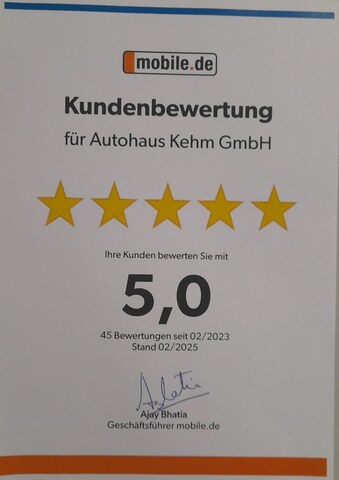 mobile.de
Kundenbewertung
für Autohaus Kehm GmbH
Ihre Kunden bewerten Sie mit
5,0
45 Bewertungen seit 02/2023
Stand 02/2025
Ajay Bhatia
Geschäftsführer mobile.de